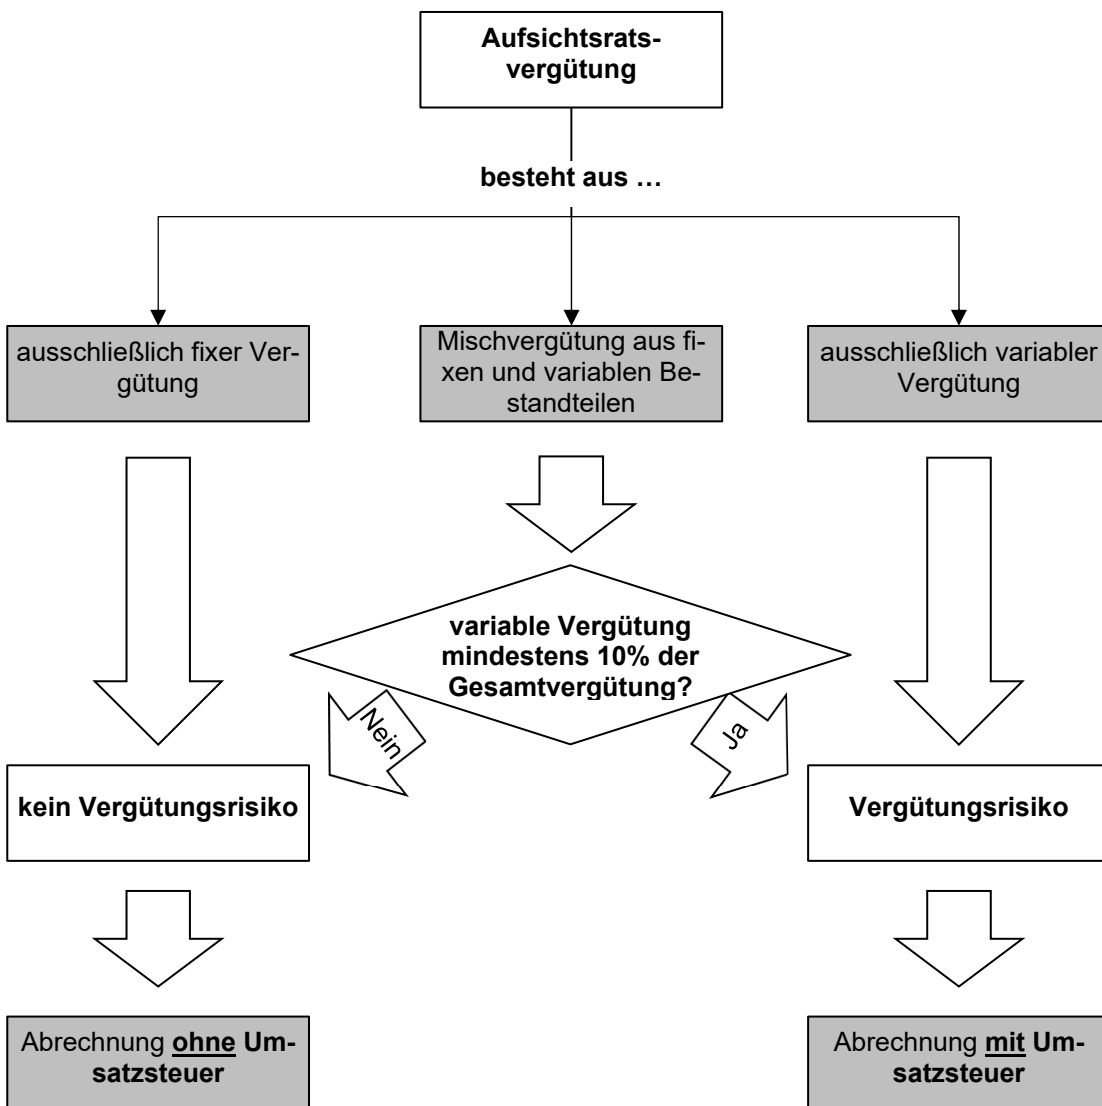 Aufsichtsrats-
vergütung
besteht aus …
ausschließlich fixer Ver-
gütung
Mischvergütung aus fi-
xen und variablen Be-
standteilen
ausschließlich variabler
Vergütung
variable Vergütung
mindestens 10% der
Gesamtvergütung?
Nein
Ja
kein Vergütungsrisiko
Vergütungsrisiko
Abrechnung ohne Um-
satzsteuer
Abrechnung mit Um-
satzsteuer